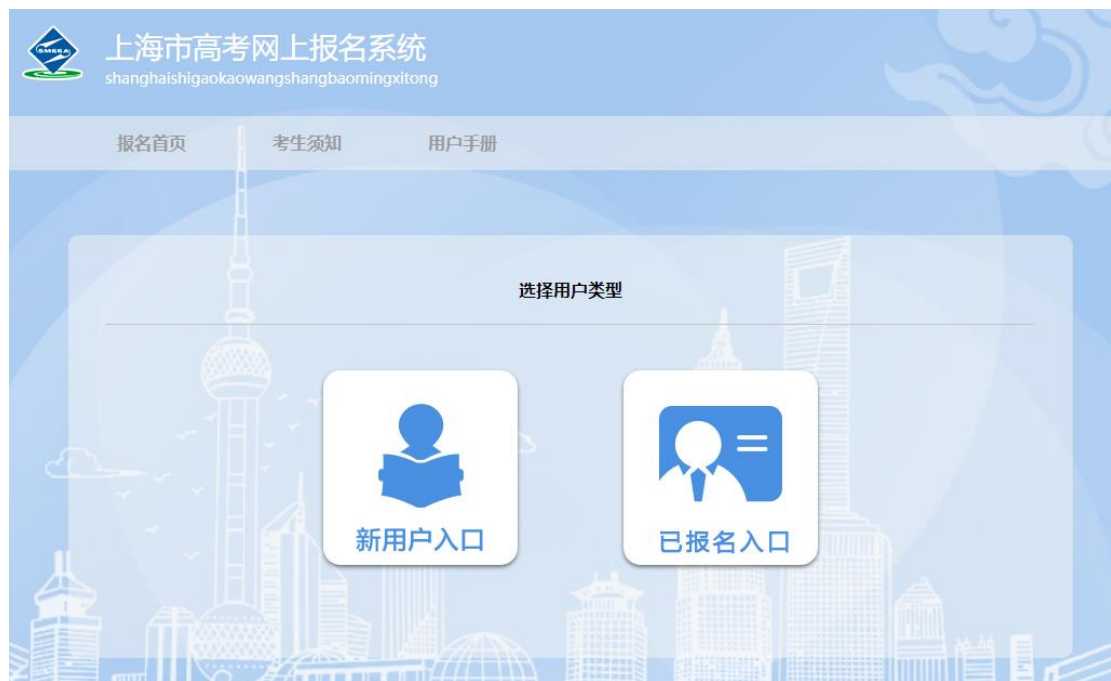 SMEEA
上海市高考网上报名系统
shanghaishigaokaowangshangbaomingxitong
报名首页 考生须知 用户手册
选择用户类型
新用户入口 已报名入口